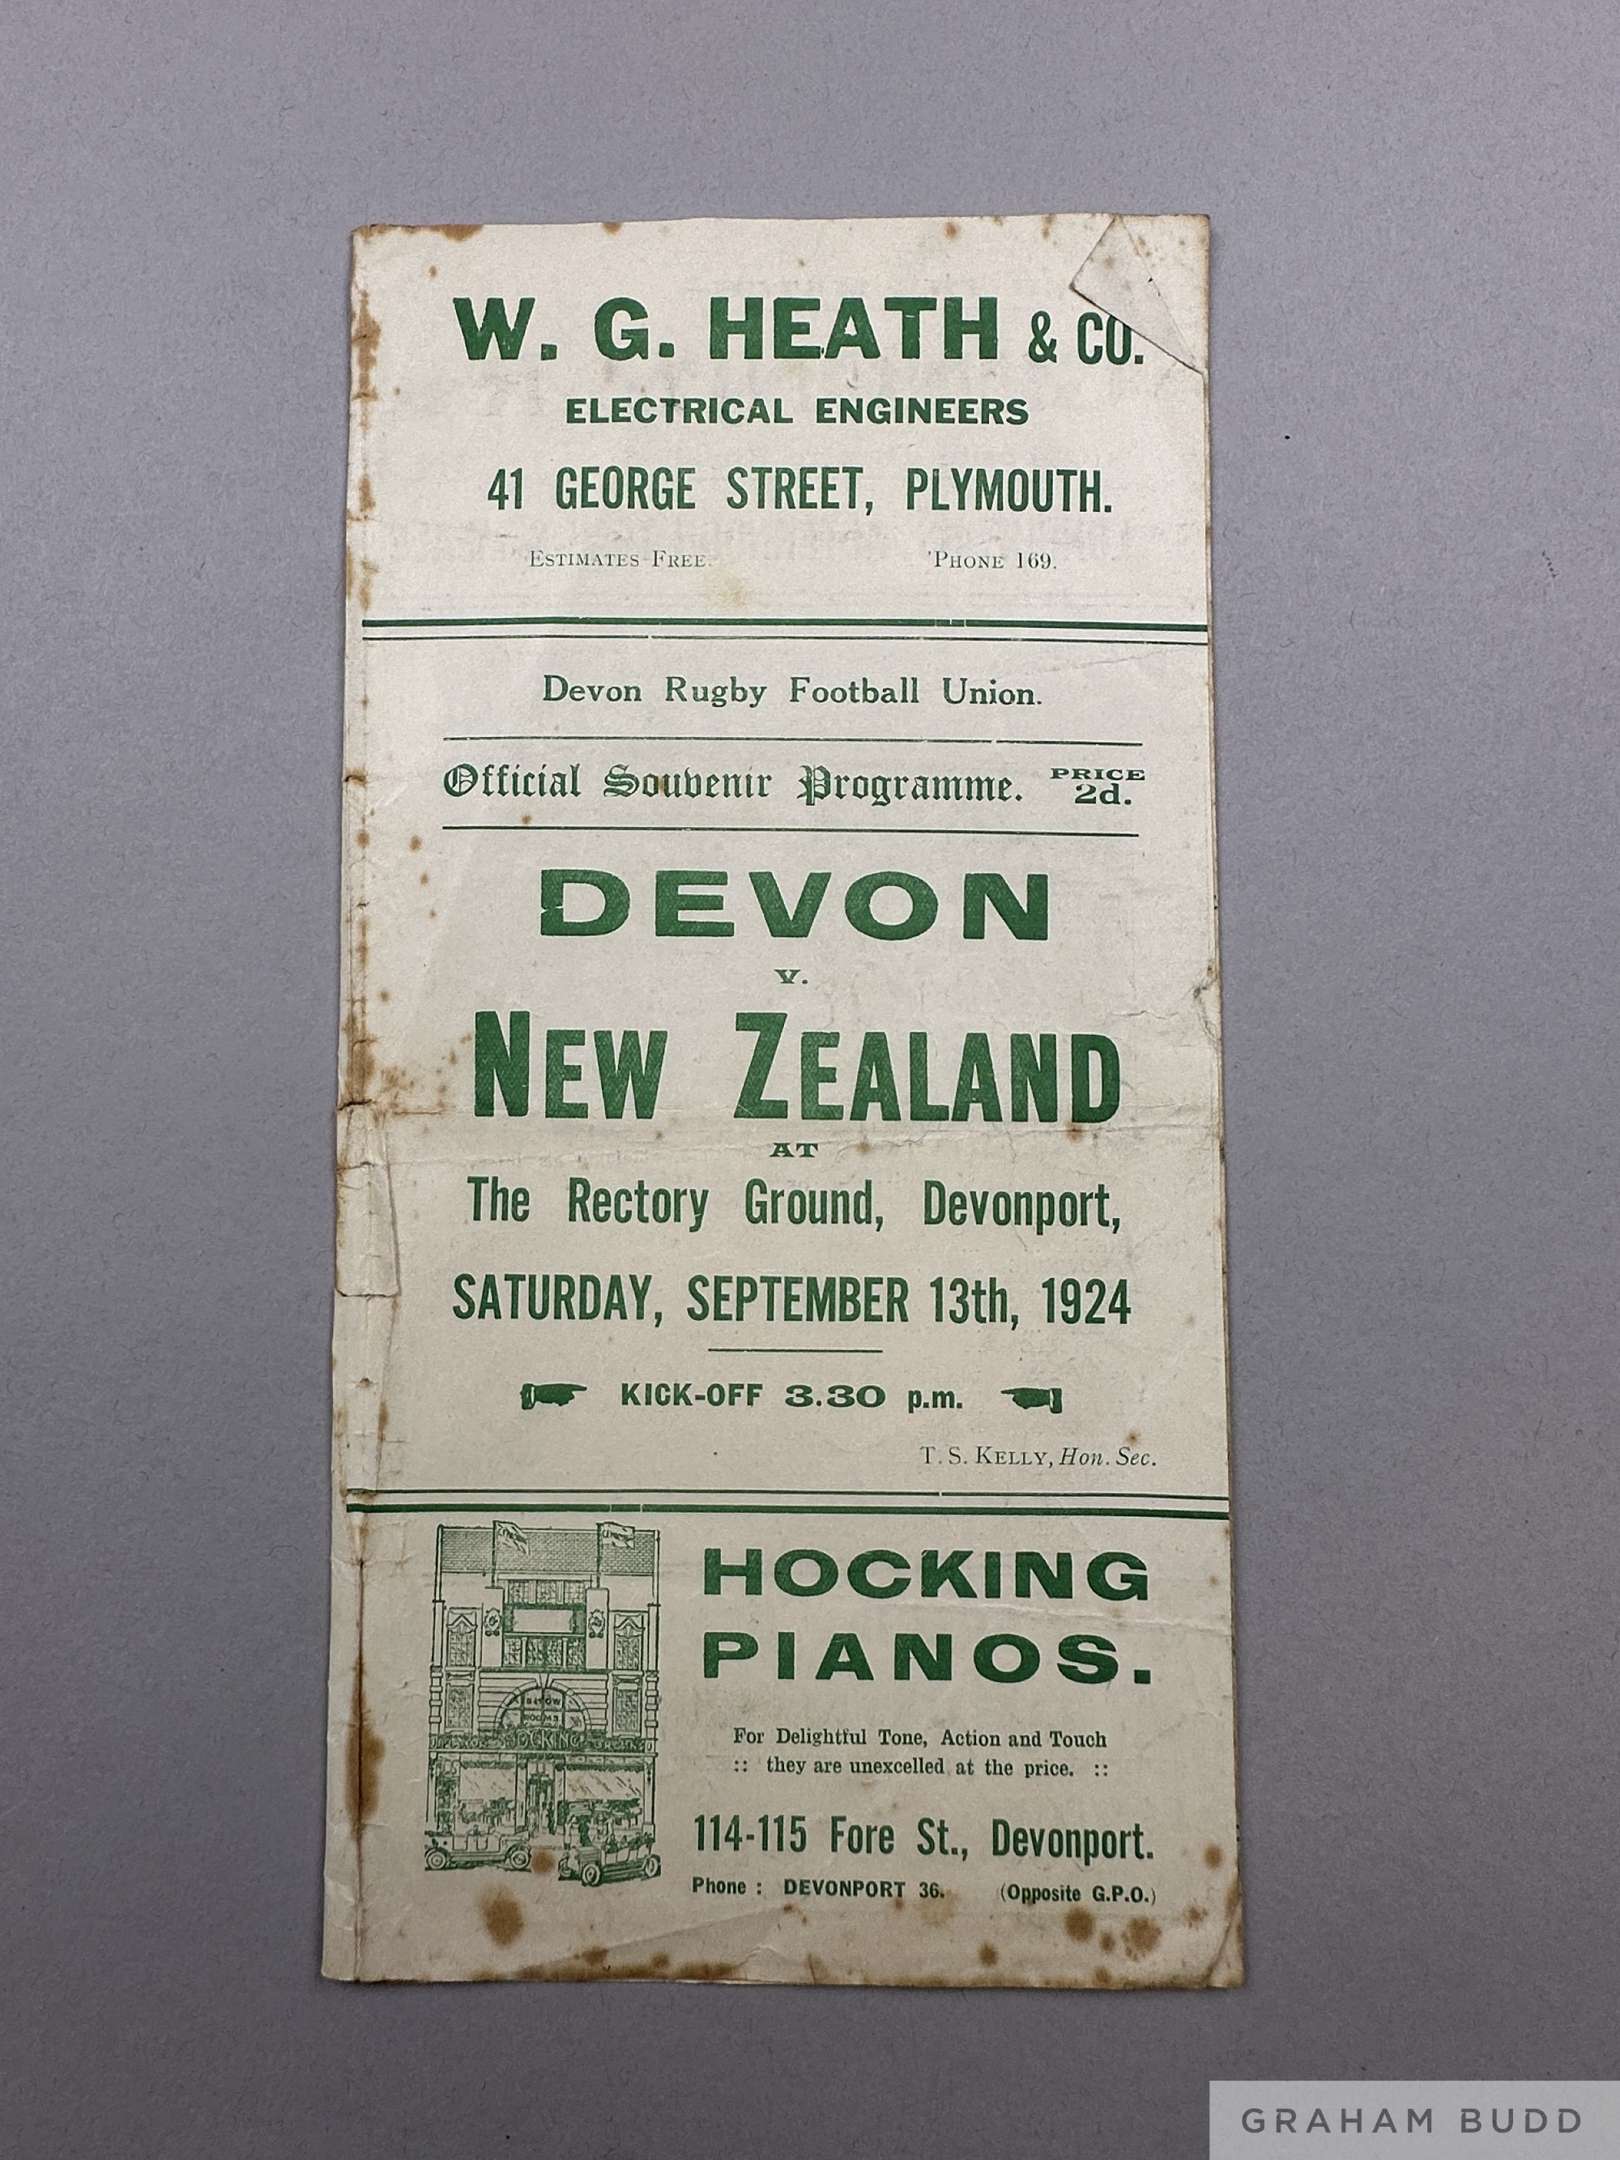 W. G. HEATH & CO.
ELECTRICAL ENGINEERS
41 GEORGE STREET, PLYMOUTH.
ESTIMATES FREE. 'PHONE 169.
Devon Rugby Football Union.
Official Souvenir Programme. PRICE 2d.
DEVON
v.
NEW ZEALAND
AT
The Rectory Ground, Devonport,
SATURDAY, SEPTEMBER 13th, 1924
KICK-OFF 3.30 p.m.
T. S. KELLY, Hon. Sec.
HOCKING
PIANOS.
For Delightful Tone, Action and Touch
:: they are unexcelled at the price. ::
114-115 Fore St., Devonport.
Phone : DEVONPORT 36. (Opposite G.P.O.)
HOCKING
GRAHAM BUDD